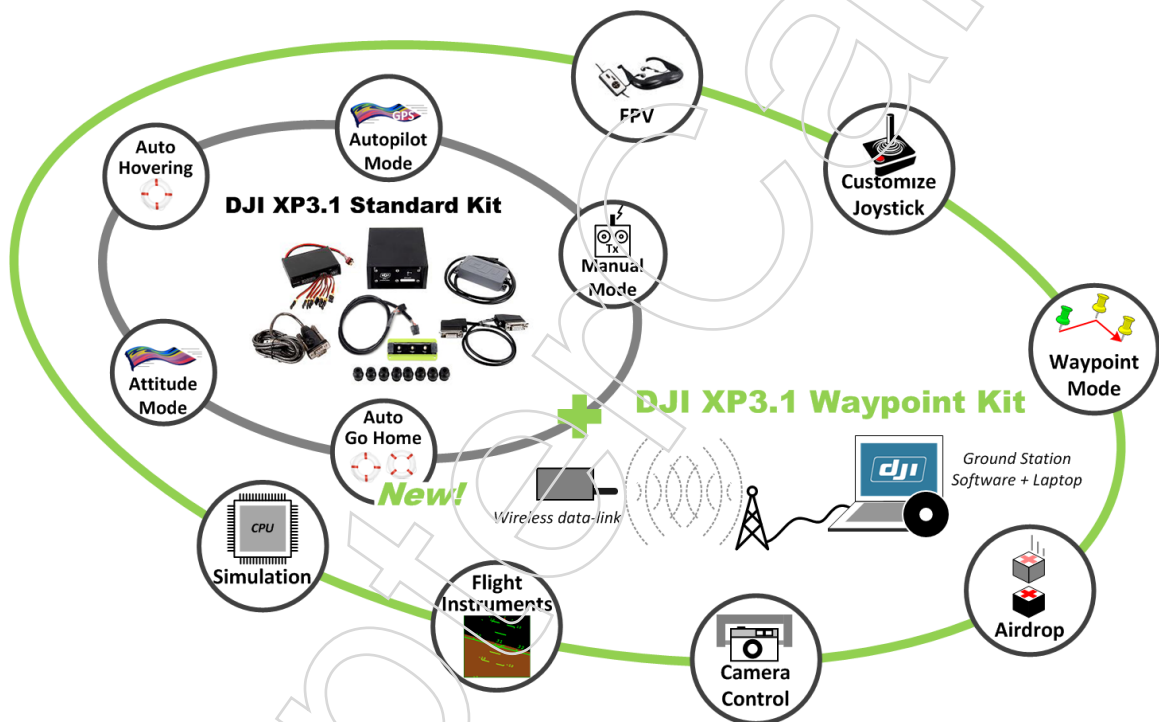 FPV
GPS
Autopilot
Mode
Auto
Hovering
Customize
Joystick
DJI XP3.1 Standard Kit
Tx
Manual
Mode
Waypoint
Mode
Attitude
Mode
Auto
Go Home
New!
DJI XP3.1 Waypoint Kit
dji
Ground Station
Software + Laptop
Wireless data-link
CPU
Simulation
Flight
Instruments
Airdrop
Camera
Control